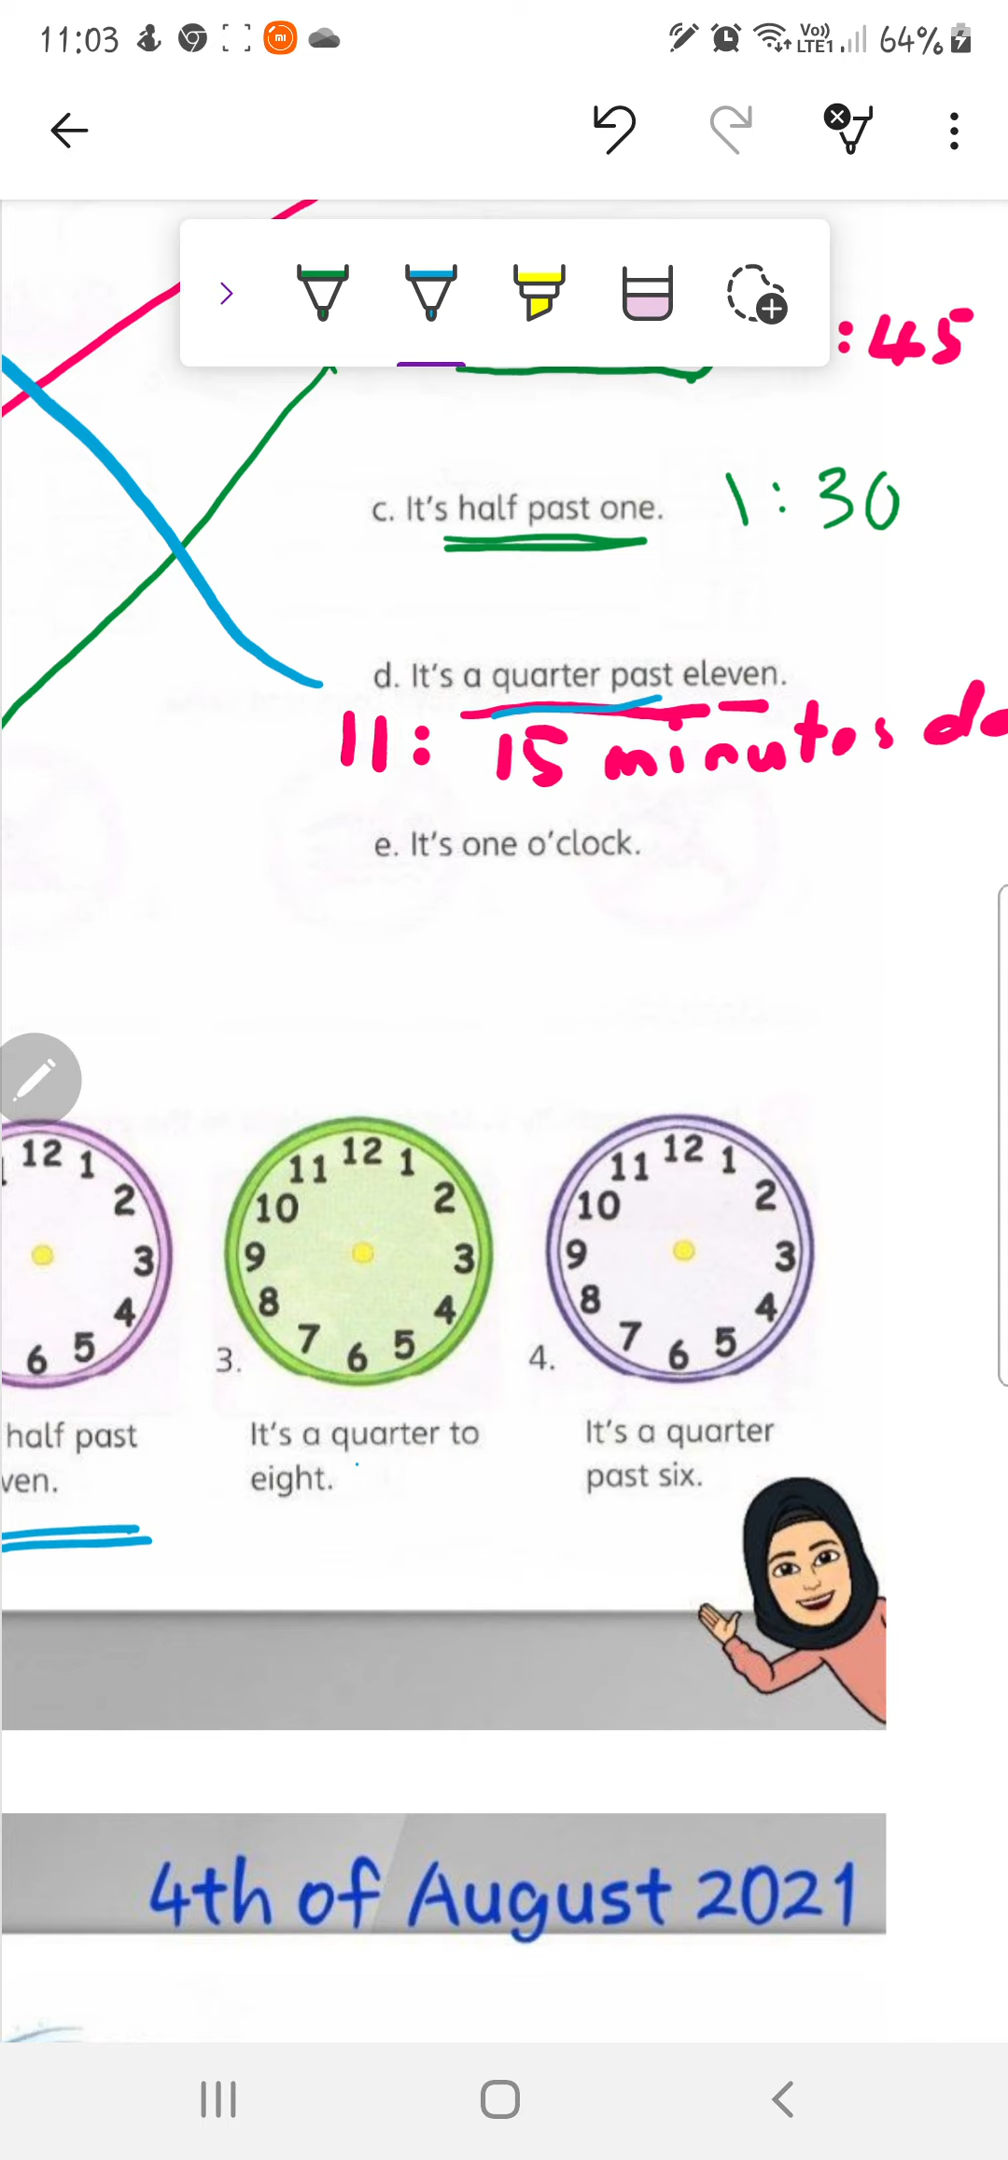 11:03 Vo)) LTE1 64%
:45
c. It's half past one. 1:30
d. It's a quarter past eleven.
11: 15 minutos
e. It's one o'clock.
12 1 2 3 4 5 6
12 1 2 3 4 5 6 7 8 9 10 11
12 1 2 3 4 5 6 7 8 9 10 11
3. 4.
half past It's a quarter to It's a quarter
ven. eight. past six.
4th of August 2021